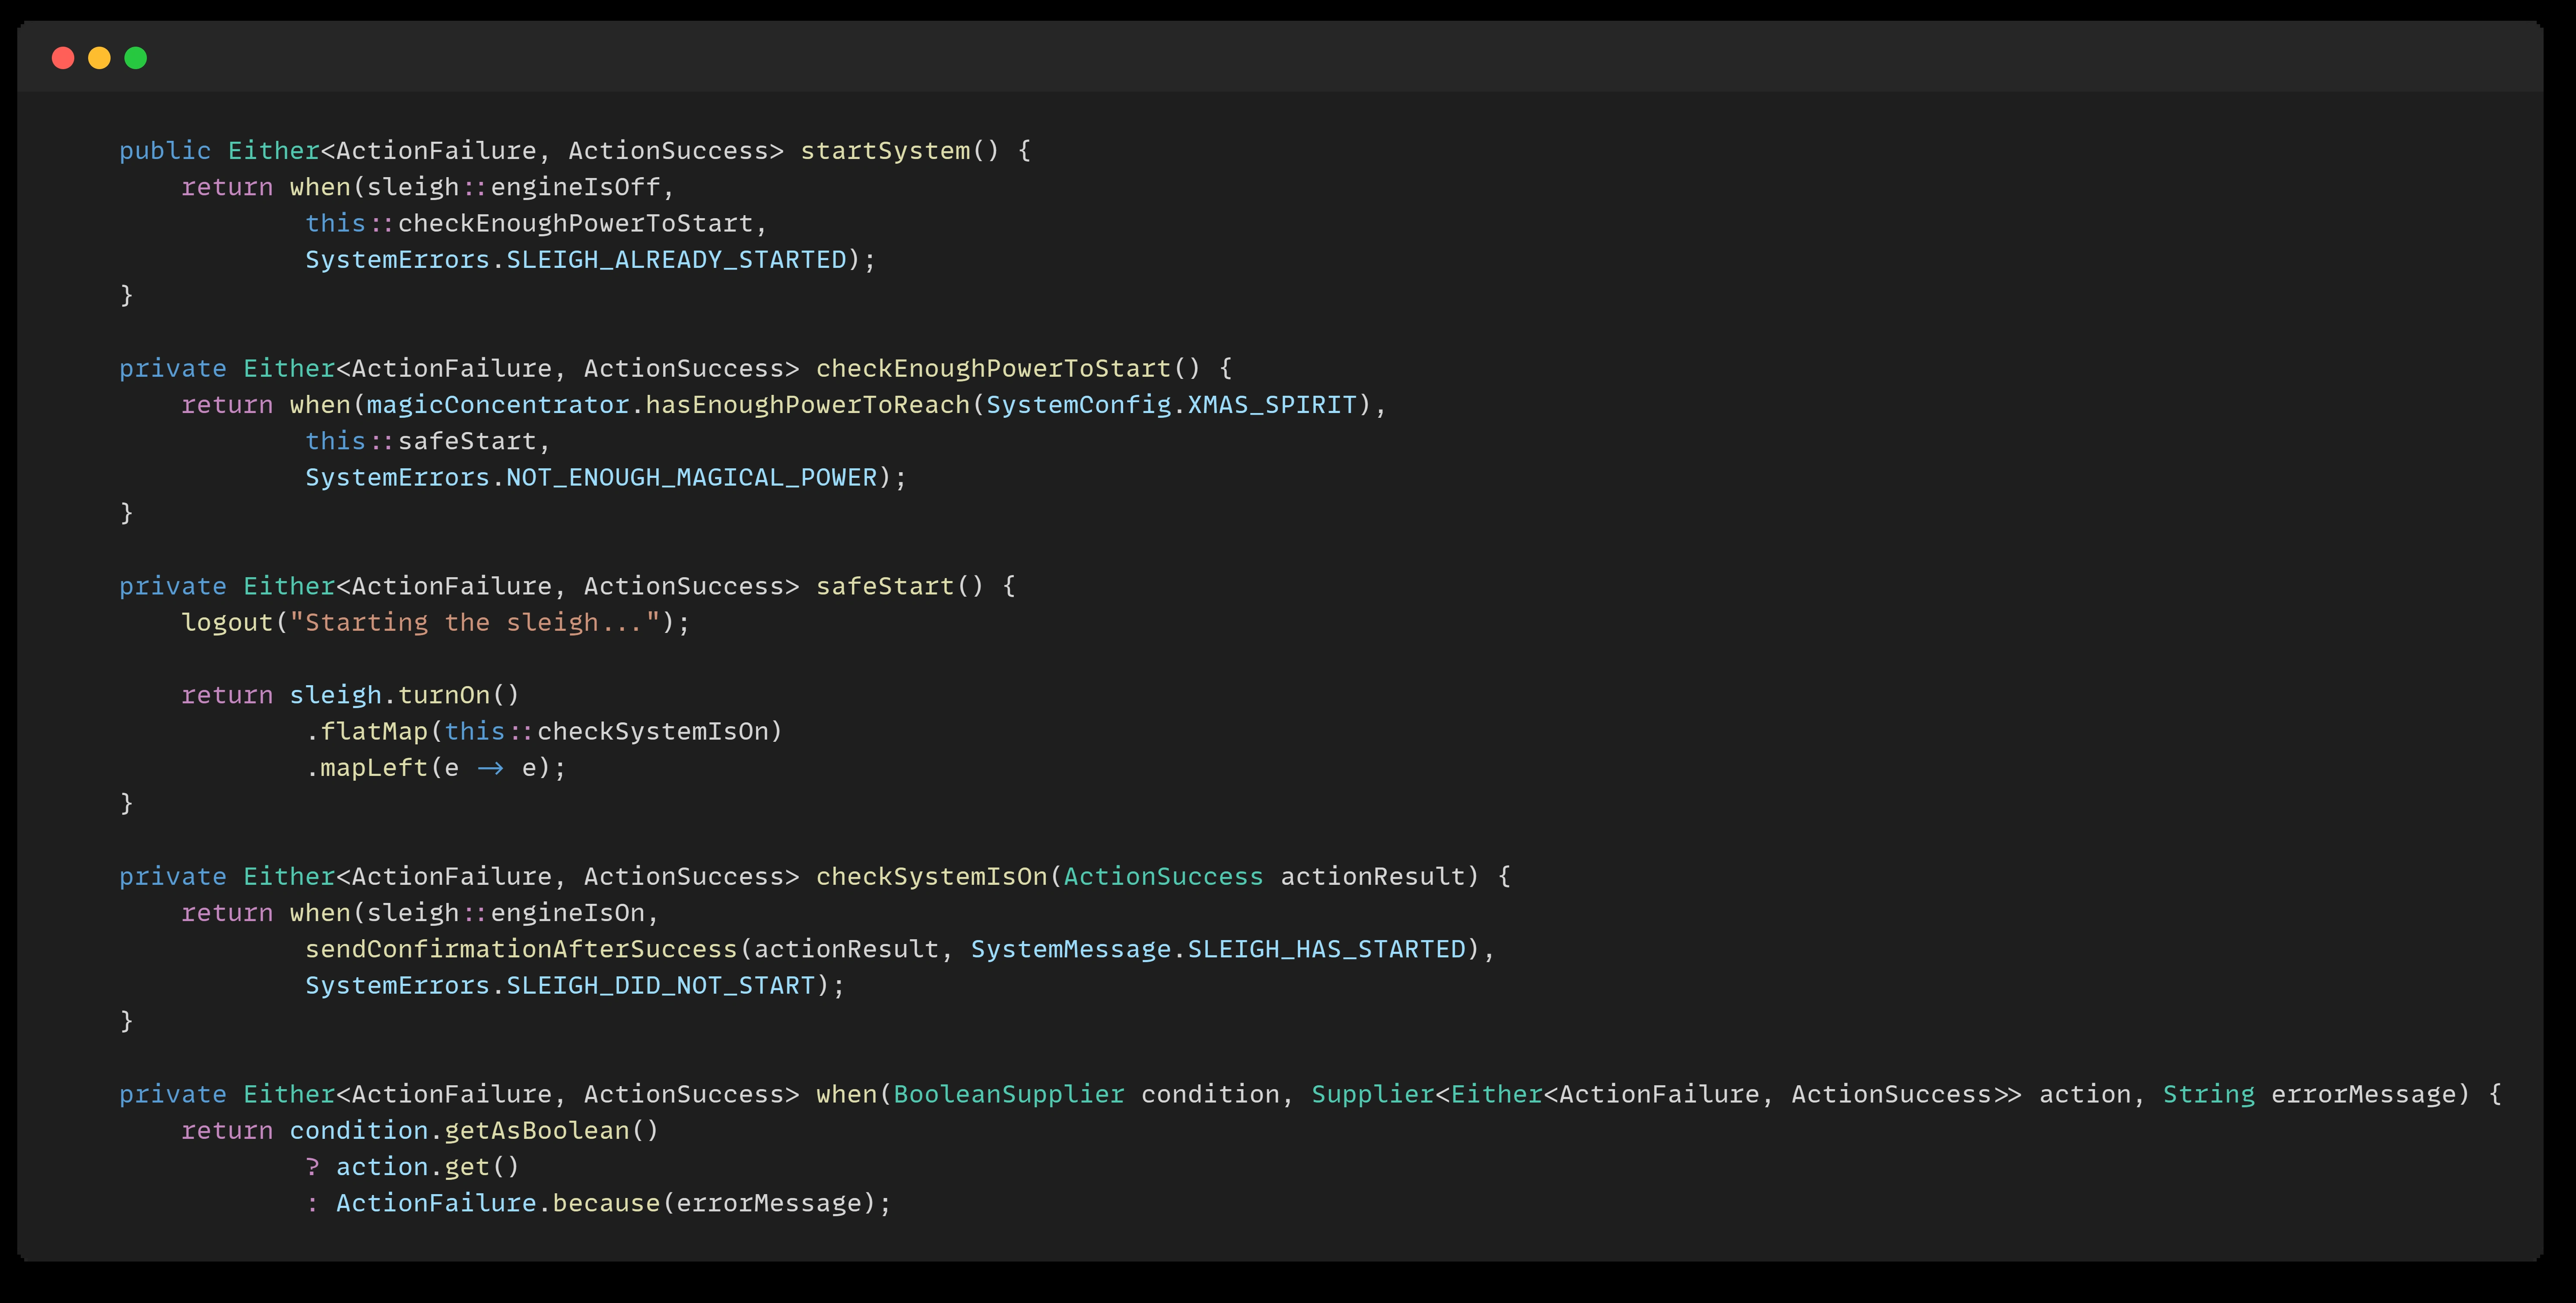 public Either<ActionFailure, ActionSuccess> startSystem() {
    return when(sleigh::engineIsOff,
            this::checkEnoughPowerToStart,
            SystemErrors.SLEIGH_ALREADY_STARTED);
}

private Either<ActionFailure, ActionSuccess> checkEnoughPowerToStart() {
    return when(magicConcentrator.hasEnoughPowerToReach(SystemConfig.XMAS_SPIRIT),
            this::safeStart,
            SystemErrors.NOT_ENOUGH_MAGICAL_POWER);
}

private Either<ActionFailure, ActionSuccess> safeStart() {
    logout("Starting the sleigh...");

    return sleigh.turnOn()
            .flatMap(this::checkSystemIsOn)
            .mapLeft(e -> e);
}

private Either<ActionFailure, ActionSuccess> checkSystemIsOn(ActionSuccess actionResult) {
    return when(sleigh::engineIsOn,
            sendConfirmationAfterSuccess(actionResult, SystemMessage.SLEIGH_HAS_STARTED),
            SystemErrors.SLEIGH_DID_NOT_START);
}

private Either<ActionFailure, ActionSuccess> when(BooleanSupplier condition, Supplier<Either<ActionFailure, ActionSuccess>> action, String errorMessage) {
    return condition.getAsBoolean()
            ? action.get()
            : ActionFailure.because(errorMessage);